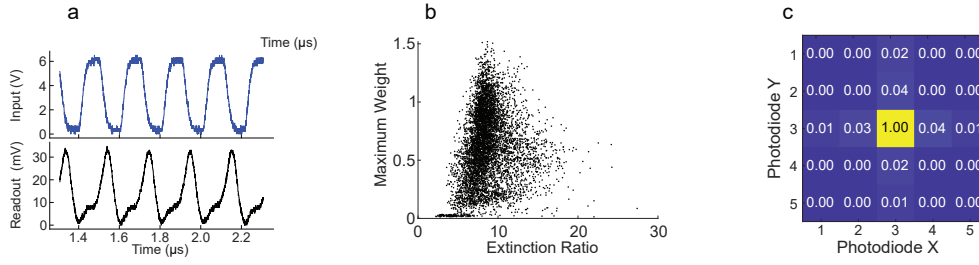 a
Time (µs)
Input (V)
6
4
2
0
Readout (mV)
30
20
10
0
1.4 1.6 1.8 2.0 2.2
Time (µs)
b
Maximum Weight
1.5
1
0.5
0
0 10 20 30
Extinction Ratio
c
Photodiode Y
1 0.00 0.00 0.02 0.00 0.00
2 0.00 0.00 0.04 0.00 0.00
3 0.01 0.03 1.00 0.04 0.01
4 0.00 0.00 0.02 0.00 0.00
5 0.00 0.00 0.01 0.00 0.00
1 2 3 4 5
Photodiode X